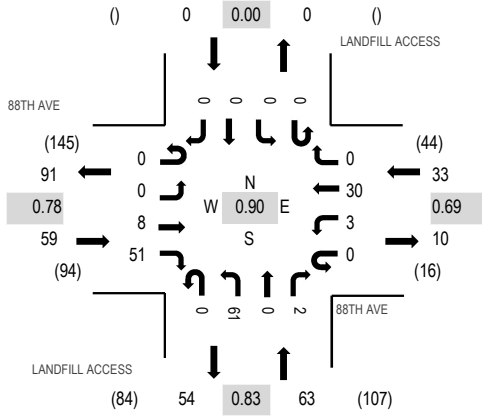 () 0 0.00 0 ()
LANDFILL ACCESS
88TH AVE
0 0 0 0
(145) 0 0 (44)
91 33
0 30
0.78 N 0.69
W 0.90 E
59 8 S 3 10
51 0
(94) (16)
0 61 0 2
88TH AVE
LANDFILL ACCESS
(84) 54 0.83 63 (107)